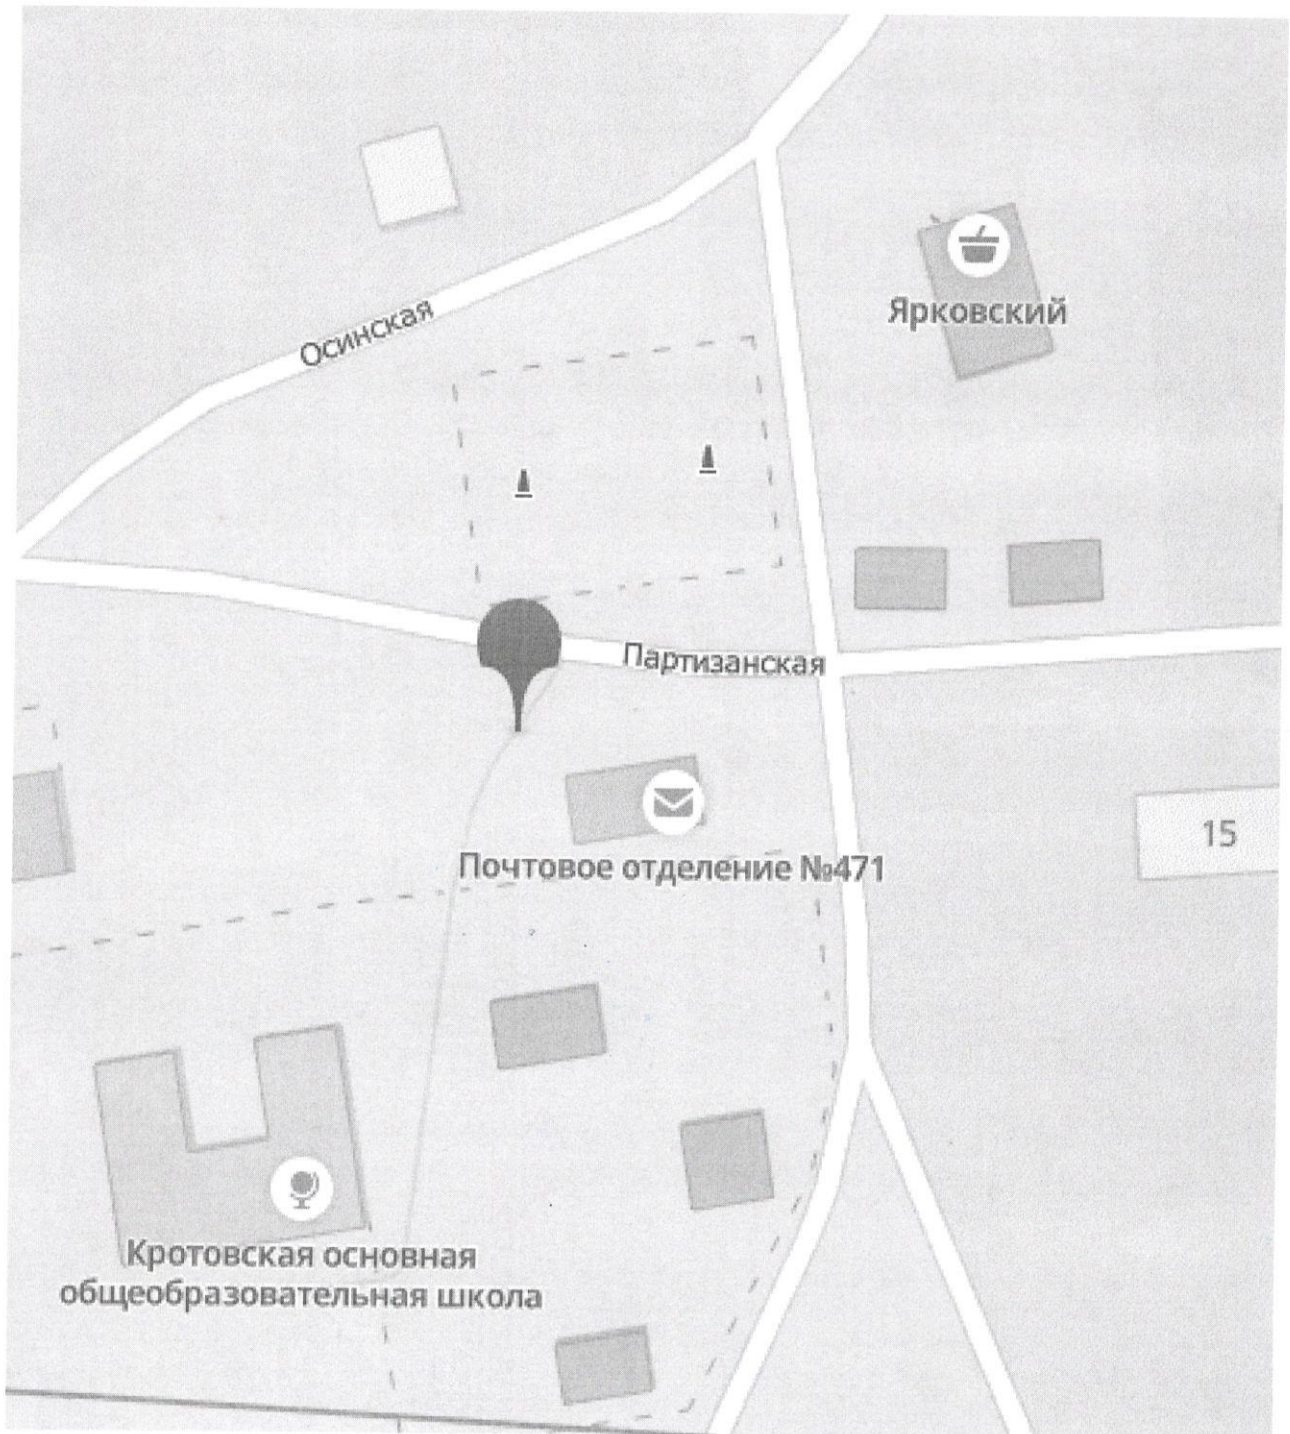 Ярковский
Осинская
Партизанская
15
Почтовое отделение №471
Кротовская основная
общеобразовательная школа